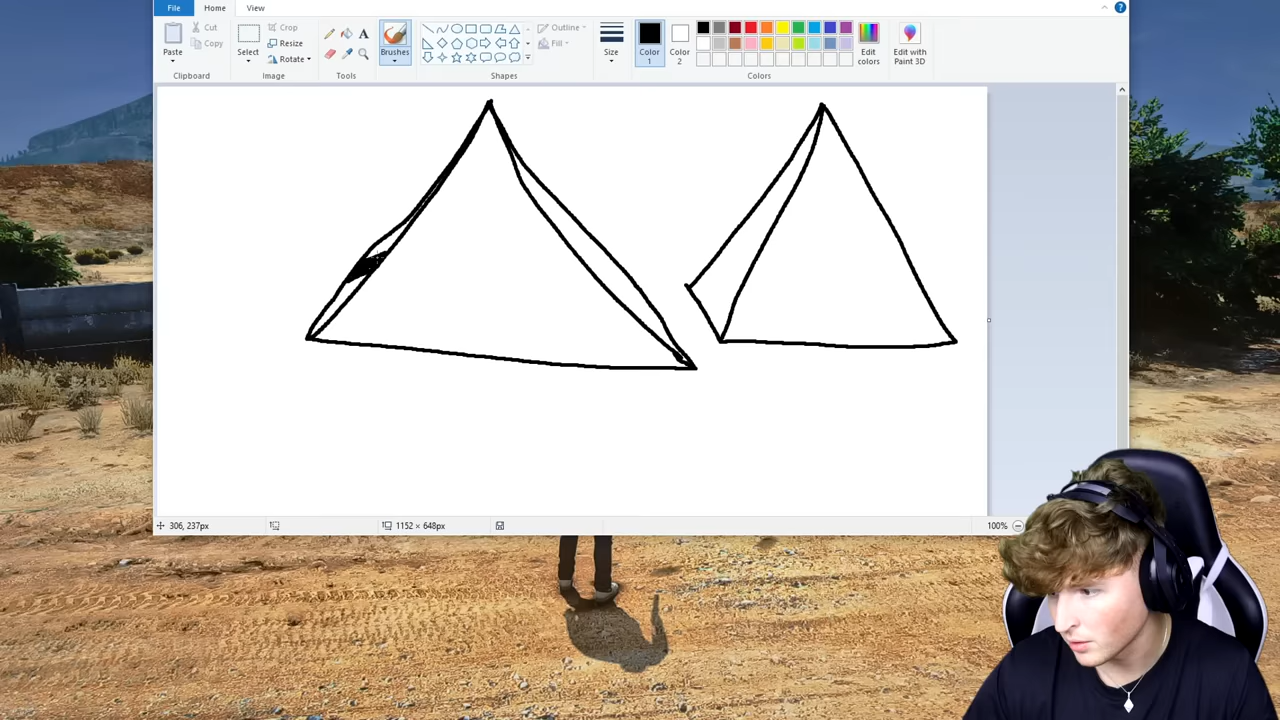 File Home View
Paste Cut Copy
Clipboard
Select Crop Resize Rotate
Image
A
Tools
Brushes
Outline Fill
Shapes
Size
Color 1
Color 2
Edit colors
Edit with Paint 3D
Colors
306, 237px
1152 × 648px
100%